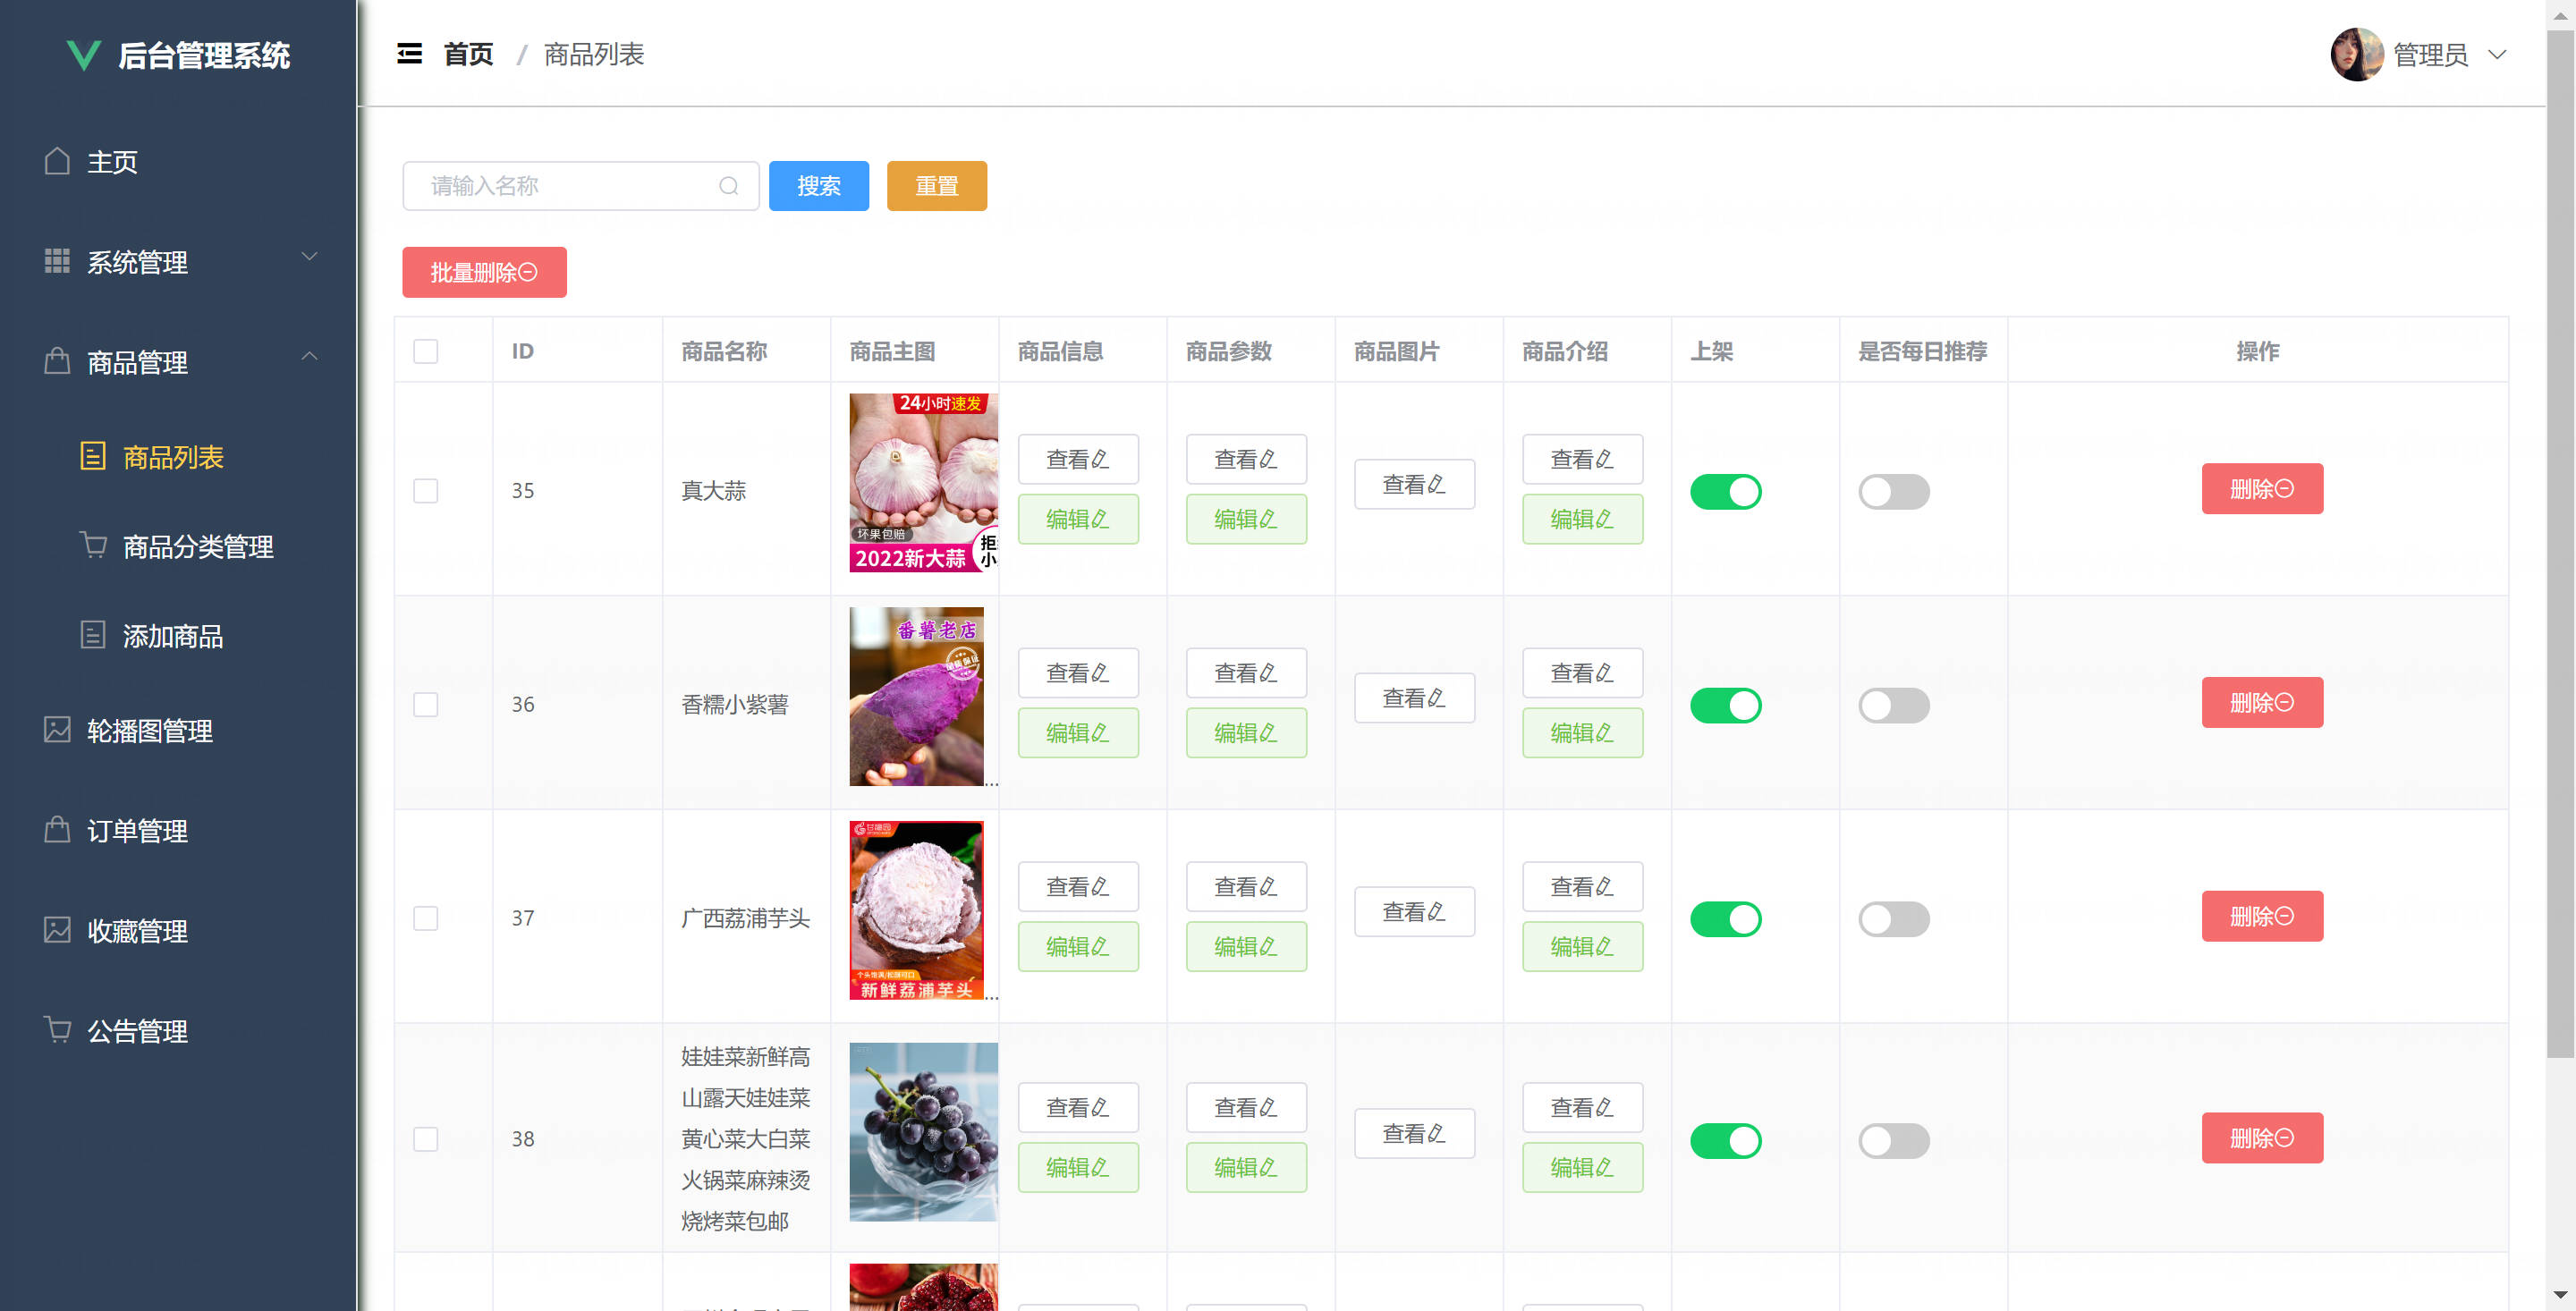 后台管理系统
首页 / 商品列表
管理员
主页
系统管理
商品管理
商品列表
商品分类管理
添加商品
轮播图管理
订单管理
收藏管理
公告管理
请输入名称
搜索
重置
批量删除
ID 商品名称 商品主图 商品信息 商品参数 商品图片 商品介绍 上架 是否每日推荐 操作
35
真大蒜
24小时速发
坏果包赔
2022新大蒜
拒
小
查看 查看 查看 查看
编辑 编辑 编辑
删除
36
香糯小紫薯
番薯老店
...
查看 查看 查看 查看
编辑 编辑 编辑
删除
37
广西荔浦芋头
新鲜荔浦芋头
...
查看 查看 查看 查看
编辑 编辑 编辑
删除
38
娃娃菜新鲜高
山露天娃娃菜
黄心菜大白菜
火锅菜麻辣烫
烧烤菜包邮
查看 查看 查看 查看
编辑 编辑 编辑
删除